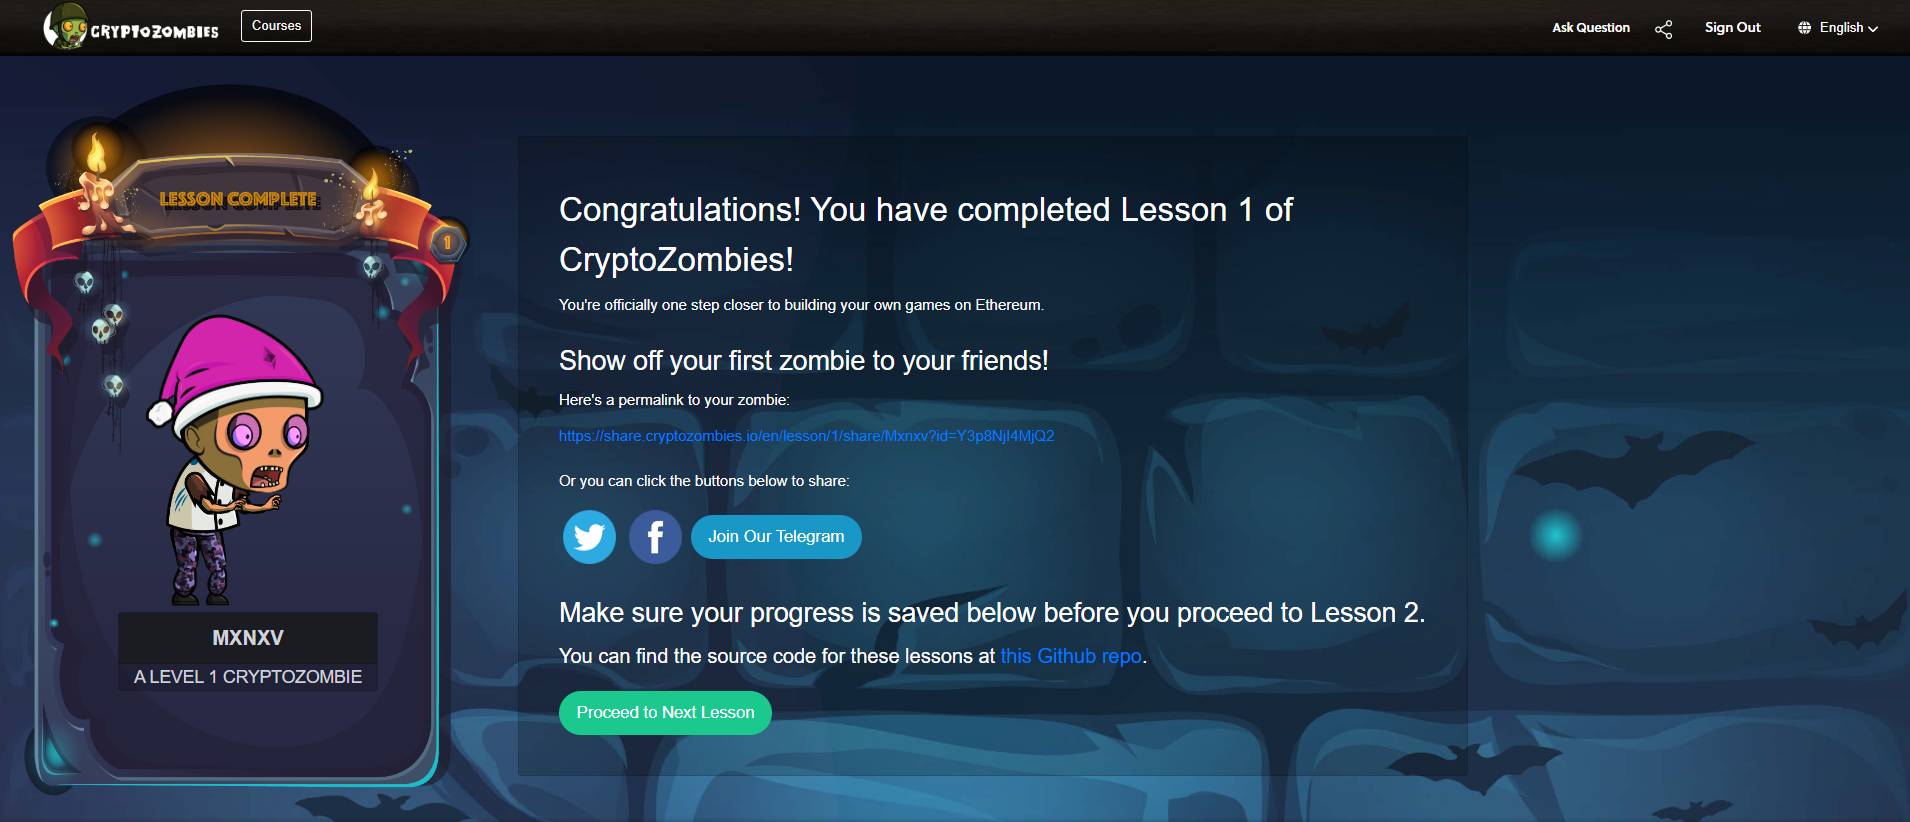 CRYPTOZOMBIES
Courses
Ask Question
Sign Out
English
LESSON COMPLETE
1
MXNXV
A LEVEL 1 CRYPTOZOMBIE
Congratulations! You have completed Lesson 1 of
CryptoZombies!
You're officially one step closer to building your own games on Ethereum.
Show off your first zombie to your friends!
Here's a permalink to your zombie:
https://share.cryptozombies.io/en/lesson/1/share/Mxnxv?id=Y3p8NjI4MjQ2
Or you can click the buttons below to share:
Join Our Telegram
Make sure your progress is saved below before you proceed to Lesson 2.
You can find the source code for these lessons at this Github repo.
Proceed to Next Lesson